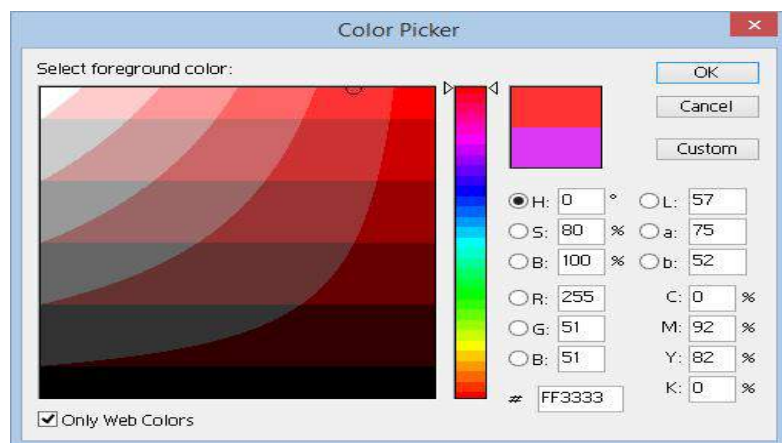 Color Picker
Select foreground color:
OK
Cancel
Custom
H: 0 °
L: 57
S: 80 %
a: 75
B: 100 %
b: 52
R: 255
C: 0 %
G: 51
M: 92 %
B: 51
Y: 82 %
# FF3333
K: 0 %
Only Web Colors